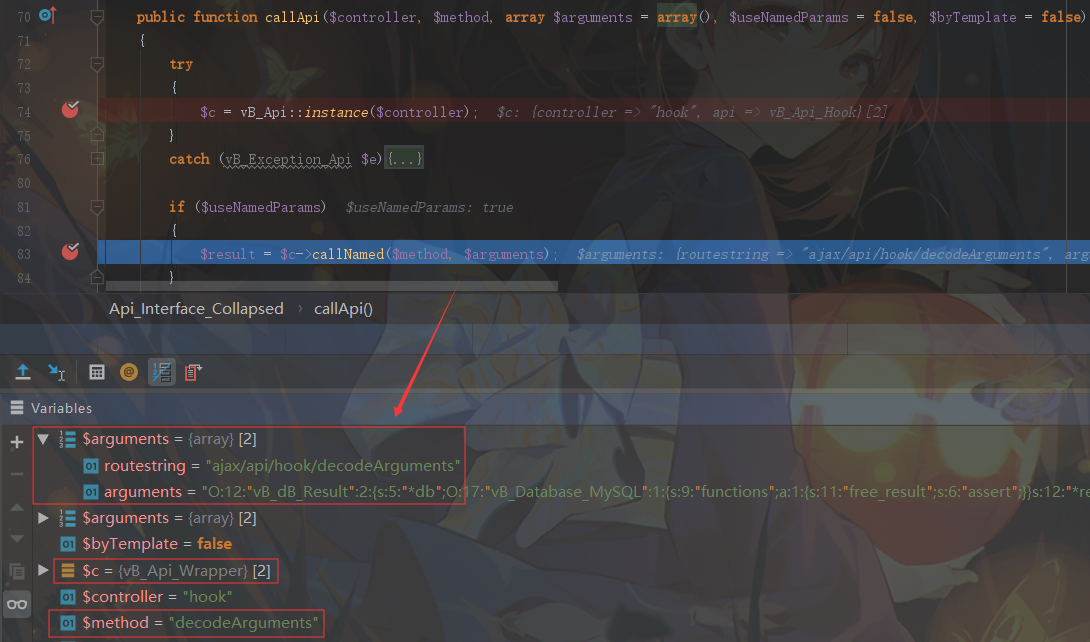 70 public function callApi($controller, $method, array $arguments = array(), $useNamedParams = false, $byTemplate = false)
71 {
72 try
73 {
74 $c = vB_Api::instance($controller); $c: {controller => "hook", api => vB_Api_Hook}[2]
75 }
76 catch (vB_Exception_Api $e){...}
80
81 if ($useNamedParams) $useNamedParams: true
82 {
83 $result = $c->callNamed($method, $arguments); $arguments: {routestring => "ajax/api/hook/decodeArguments", arg
84 }
Api_Interface_Collapsed › callApi()
Variables
$arguments = {array} [2]
routestring = "ajax/api/hook/decodeArguments"
arguments = "O:12:"vB_dB_Result":2:{s:5:"*db";O:17:"vB_Database_MySQL":1:{s:9:"functions";a:1:{s:11:"free_result";s:6:"assert";}}s:12:"*re
$arguments = {array} [2]
$byTemplate = false
$c = {vB_Api_Wrapper} [2]
$controller = "hook"
$method = "decodeArguments"